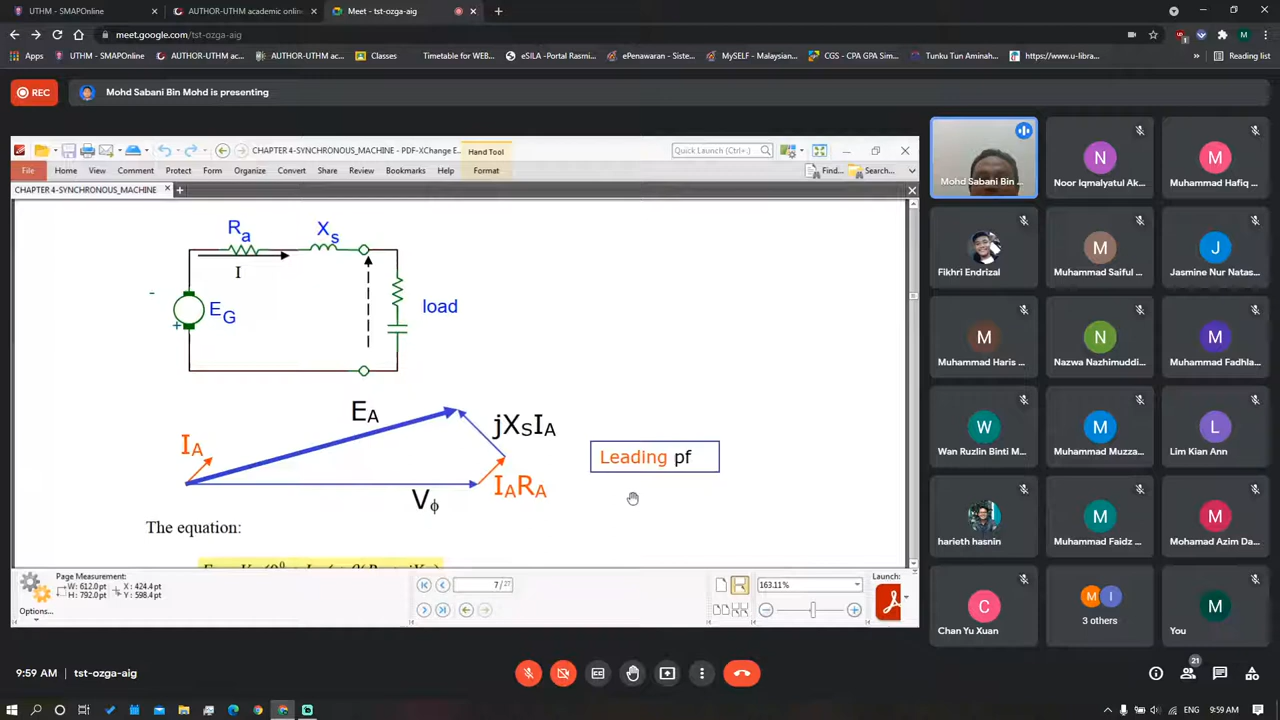 UTHM - SMAPOnline
AUTHOR-UTHM academic onlin
Meet - tst-ozga-aig
meet.google.com/tst-ozga-aig
Apps
UTHM - SMAPOnline
AUTHOR-UTHM ac...
AUTHOR-UTHM ac...
Classes
Timetable for WEB...
eSILA -Portal Rasmi...
ePenawaran - Siste...
MySELF - Malaysian...
CGS - CPA GPA Sim...
Tunku Tun Aminah...
https://www.u-libra...
»
Reading list
REC
Mohd Sabani Bin Mohd is presenting
CHAPTER 4-SYNCHRONOUS_MACHINE - PDF-XChange E...
Hand Tool
Quick Launch (Ctrl+.)
File
Home
View
Comment
Protect
Form
Organize
Convert
Share
Review
Bookmarks
Help
Format
Find...
Search...
CHAPTER 4-SYNCHRONOUS_MACHINE
Ra
Xs
I
-
+
EG
load
EA
jXSIA
IA
Leading pf
IARA
Vϕ
The equation:
Page Measurement:
W: 612.0 pt
H: 792.0 pt
X: 424.4 pt
Y: 598.4 pt
Options...
7/27
163.11%
Launch:
Mohd Sabani Bin ...
N
Noor Iqmalyatul Ak...
M
Muhammad Hafiq ...
Fikhri Endrizal
M
Muhammad Saiful ...
J
Jasmine Nur Natas...
M
Muhammad Haris ...
N
Nazwa Nazhimuddi...
M
Muhammad Fadhla...
W
Wan Ruzlin Binti M...
M
Muhammad Muzza...
L
Lim Kian Ann
harieth hasnin
M
Muhammad Faidz ...
M
Mohamad Azim Da...
C
Chan Yu Xuan
M
I
3 others
M
You
9:59 AM
tst-ozga-aig
21
9:59 AM